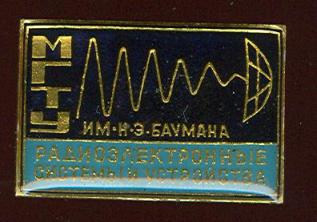 МГТУ
ИМ·Н·Э·БАУМАНА
РАДИОЭЛЕКТРОННЫЕ
СИСТЕМЫ И УСТРОЙСТВА